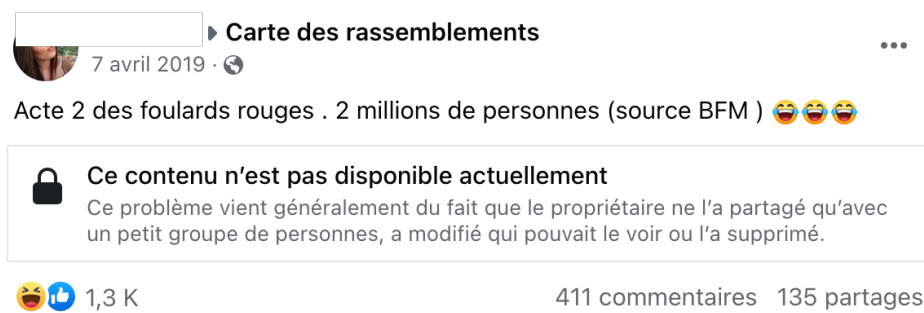 Carte des rassemblements
7 avril 2019 ·
Acte 2 des foulards rouges . 2 millions de personnes (source BFM ) 😂😂😂
Ce contenu n’est pas disponible actuellement
Ce problème vient généralement du fait que le propriétaire ne l’a partagé qu’avec
un petit groupe de personnes, a modifié qui pouvait le voir ou l’a supprimé.
1,3 K 411 commentaires 135 partages